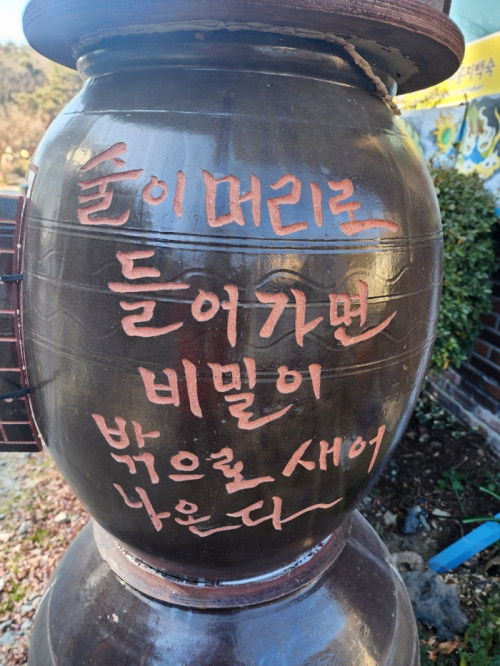 술이 머리로
들어가면
비밀이
밖으로 새어
나온다